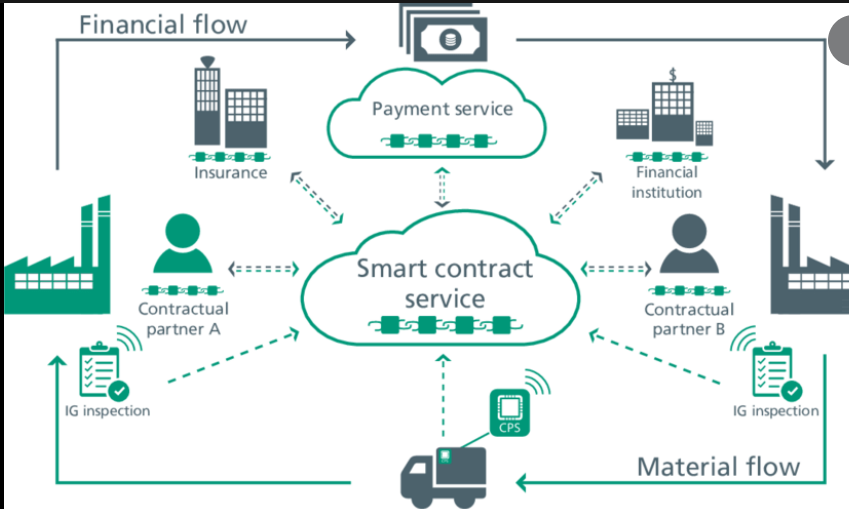 Financial flow
Payment service
Insurance
Financial
institution
$
Smart contract
service
Contractual
partner A
Contractual
partner B
IG inspection
IG inspection
CPS
Material flow